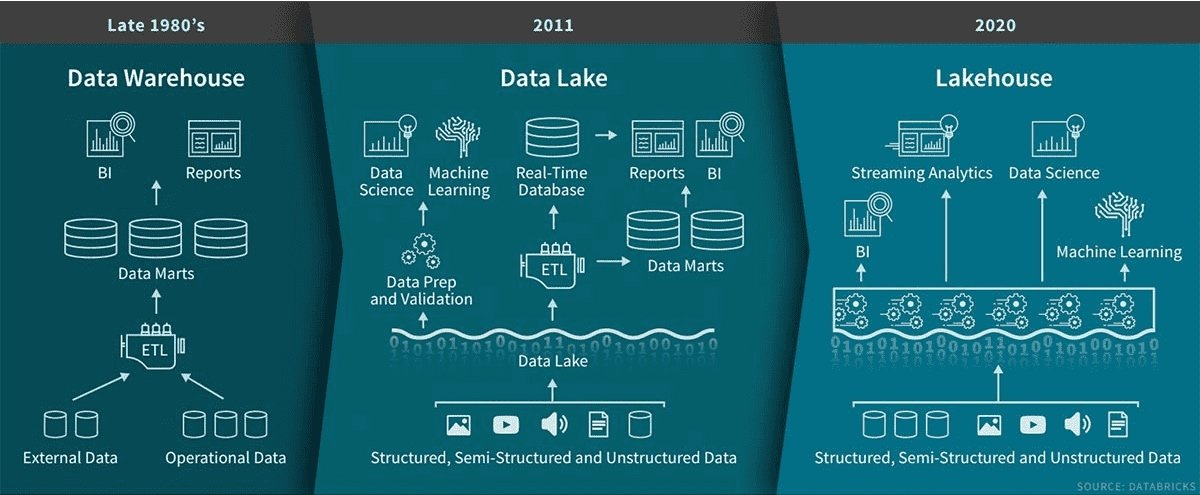 Late 1980's
Data Warehouse
BI
Reports
Data Marts
ETL
External Data
Operational Data
2011
Data Lake
Data
Science
Machine
Learning
Real-Time
Database
Reports
BI
Data Prep
and Validation
ETL
Data Marts
Data Lake
Structured, Semi-Structured and Unstructured Data
2020
Lakehouse
Streaming Analytics
Data Science
BI
Machine Learning
Structured, Semi-Structured and Unstructured Data
SOURCE: DATABRICKS